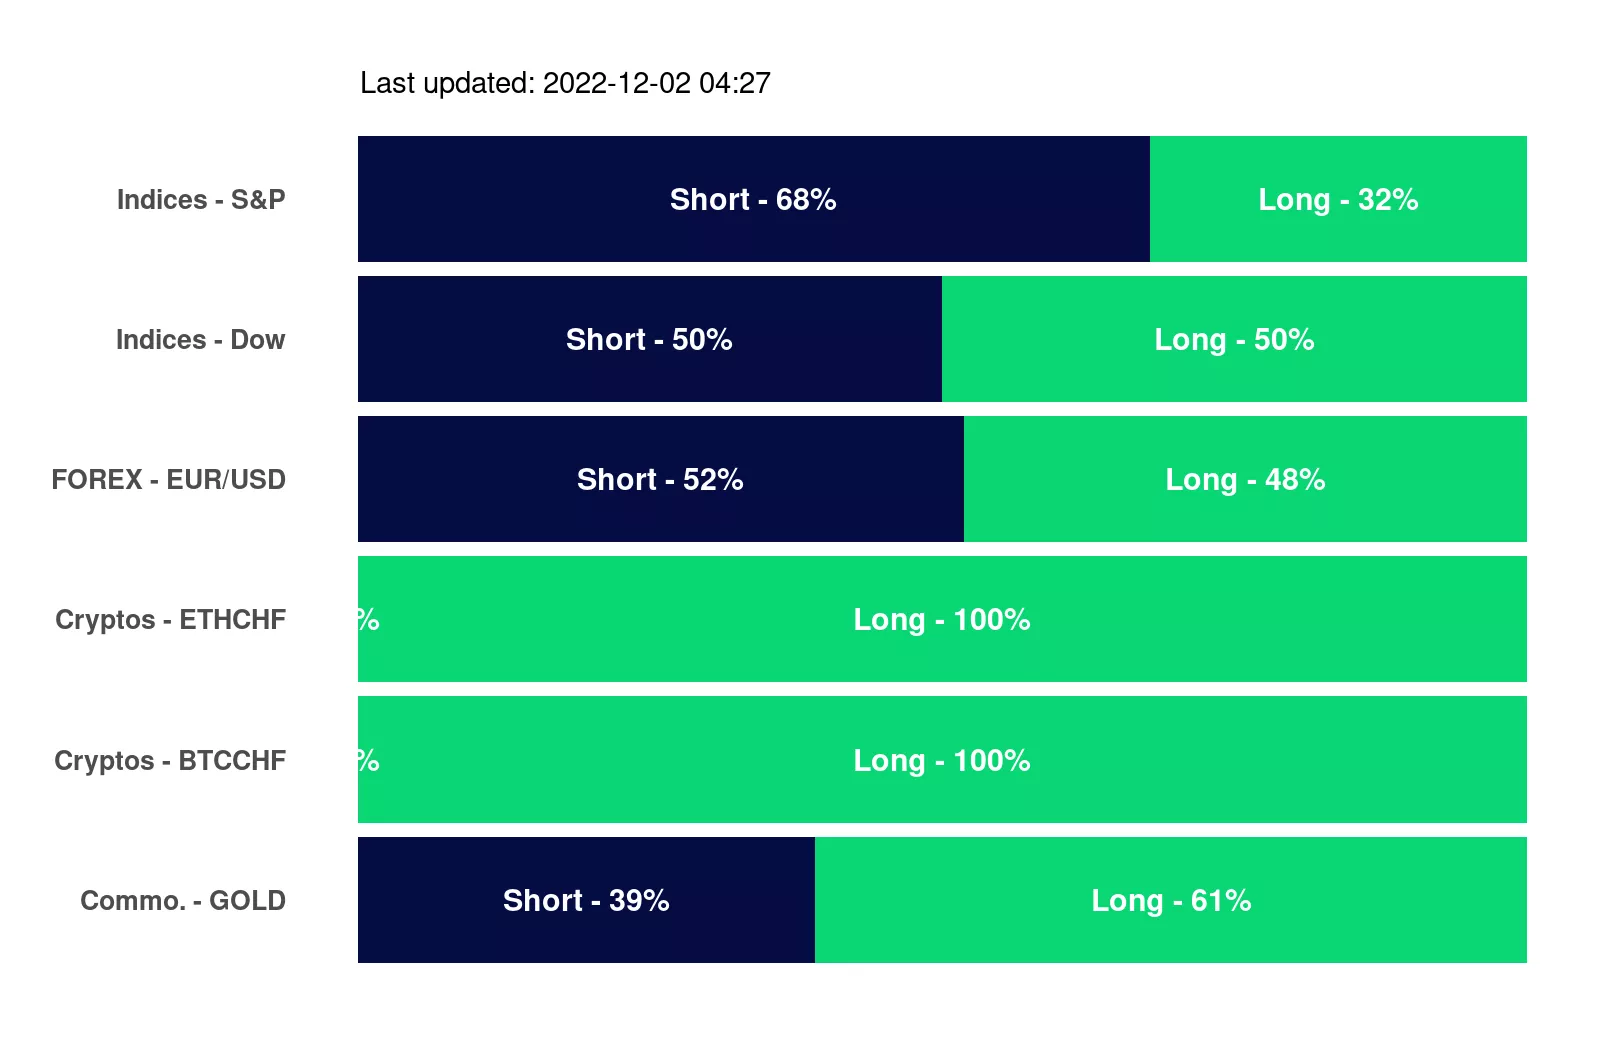 Last updated: 2022-12-02 04:27
Indices - S&P Short - 68% Long - 32%
Indices - Dow Short - 50% Long - 50%
FOREX - EUR/USD Short - 52% Long - 48%
Cryptos - ETHCHF % Long - 100%
Cryptos - BTCCHF % Long - 100%
Commo. - GOLD Short - 39% Long - 61%